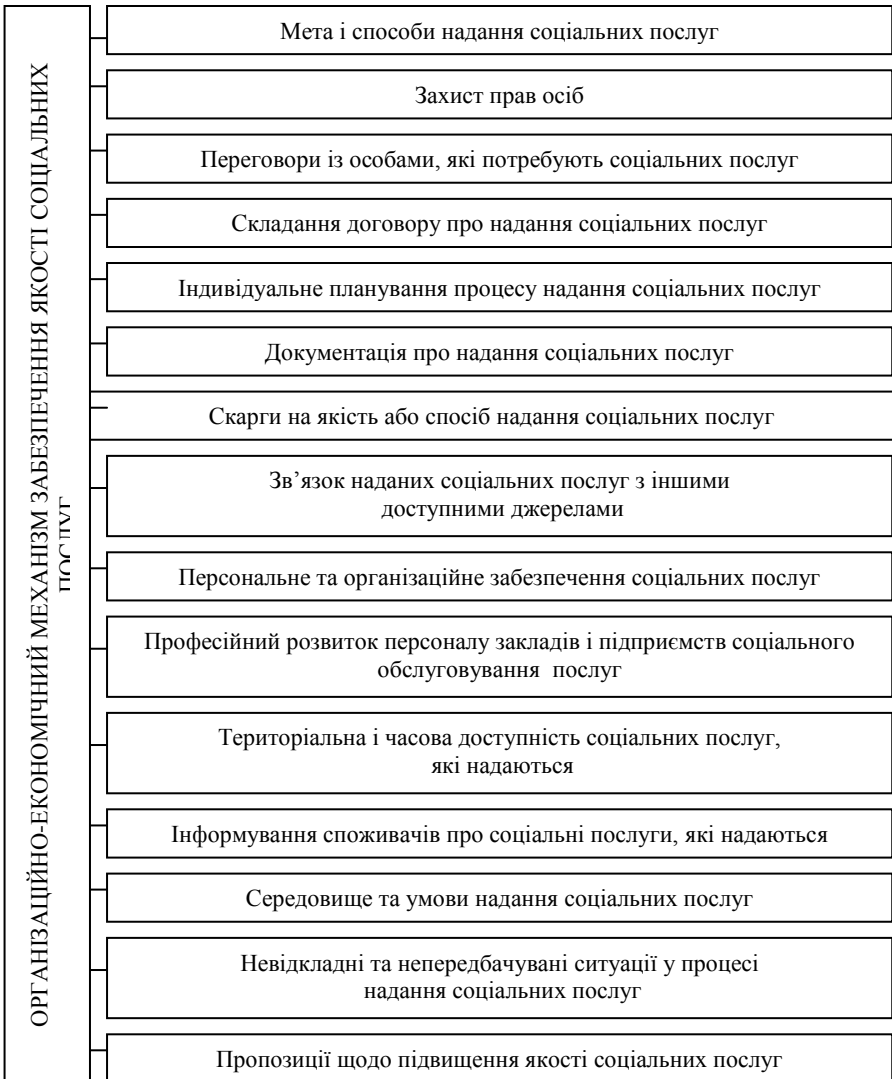 ОРГАНІЗАЦІЙНО-ЕКОНОМІЧНИЙ МЕХАНІЗМ ЗАБЕЗПЕЧЕННЯ ЯКОСТІ СОЦІАЛЬНИХ
ПОСЛУГ
Мета і способи надання соціальних послуг
Захист прав осіб
Переговори із особами, які потребують соціальних послуг
Складання договору про надання соціальних послуг
Індивідуальне планування процесу надання соціальних послуг
Документація про надання соціальних послуг
Скарги на якість або спосіб надання соціальних послуг
Зв’язок наданих соціальних послуг з іншими
доступними джерелами
Персональне та організаційне забезпечення соціальних послуг
Професійний розвиток персоналу закладів і підприємств соціального
обслуговування послуг
Територіальна і часова доступність соціальних послуг,
які надаються
Інформування споживачів про соціальні послуги, які надаються
Середовище та умови надання соціальних послуг
Невідкладні та непередбачувані ситуації у процесі
надання соціальних послуг
Пропозиції щодо підвищення якості соціальних послуг